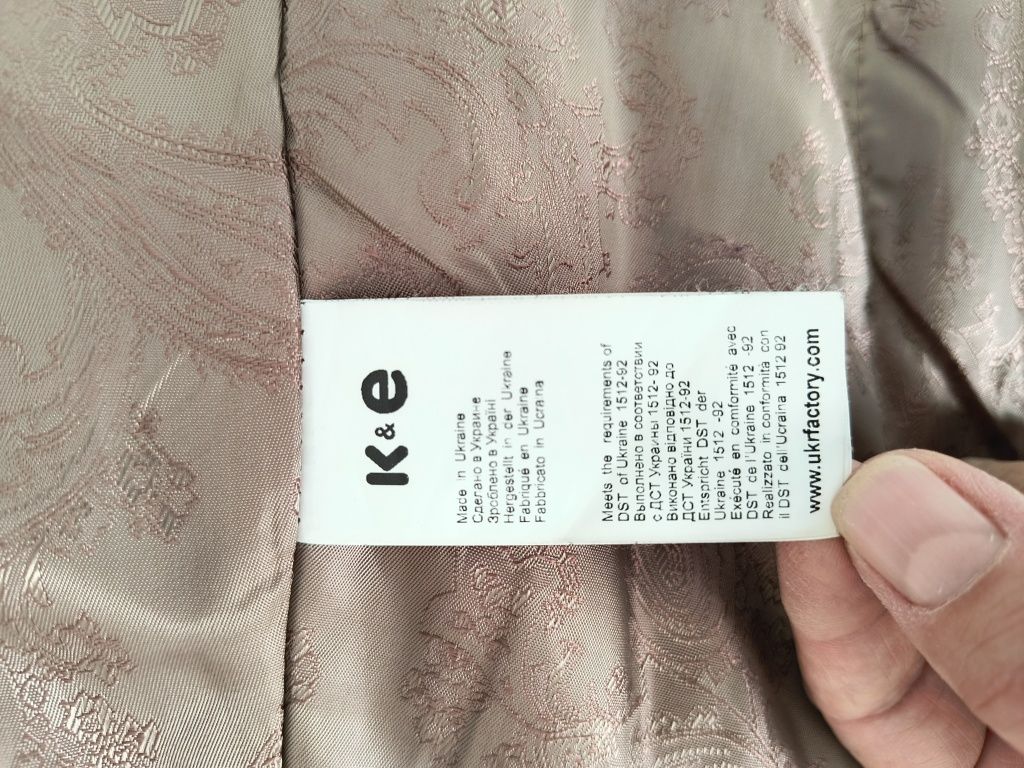 K&e
Made in Ukraine
Сделано в Украине
Зроблено в Україні
Hergestellt in der Ukraine
Fabriqué en Ukraine
Fabbricato in Ucraina
Meets the requirements of
DST of Ukraine 1512-92
Выполнено в соответствии
с ДСТ Украины 1512- 92
Виконано відповідно до
ДСТ України 1512-92
Entspricht DST der
Ukraine 1512 -92
Exécuté en comformité avec
DST de l'Ukraine 1512 -92
Realizzato in conformità con
il DST dell'Ucraina 1512 92
www.ukrfactory.com